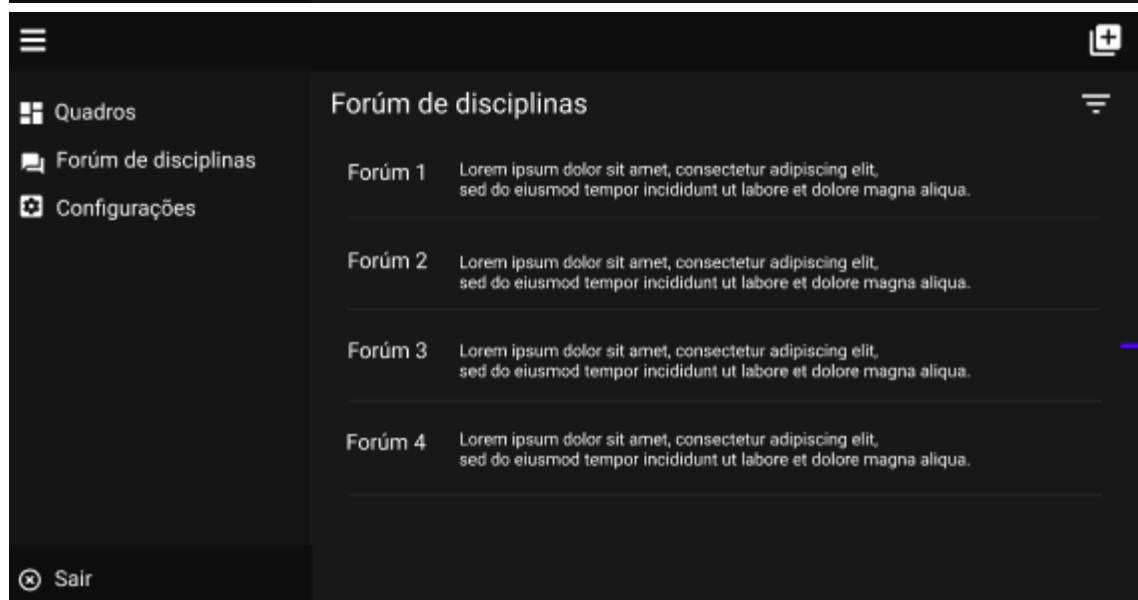 Quadros
Forúm de disciplinas
Configurações
Sair
Forúm de disciplinas
Forúm 1
Lorem ipsum dolor sit amet, consectetur adipiscing elit,
sed do eiusmod tempor incididunt ut labore et dolore magna aliqua.
Forúm 2
Lorem ipsum dolor sit amet, consectetur adipiscing elit,
sed do eiusmod tempor incididunt ut labore et dolore magna aliqua.
Forúm 3
Lorem ipsum dolor sit amet, consectetur adipiscing elit,
sed do eiusmod tempor incididunt ut labore et dolore magna aliqua.
Forúm 4
Lorem ipsum dolor sit amet, consectetur adipiscing elit,
sed do eiusmod tempor incididunt ut labore et dolore magna aliqua.